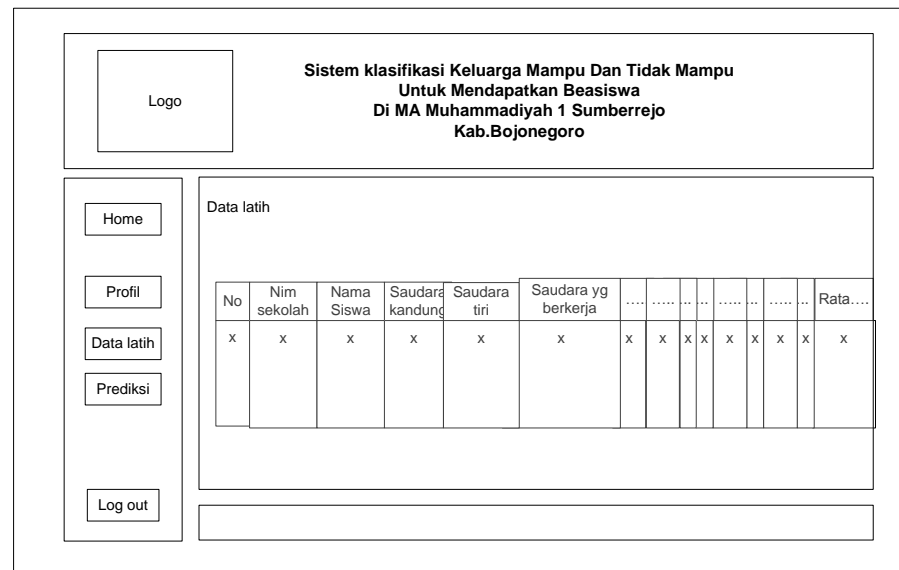 Logo
Sistem klasifikasi Keluarga Mampu Dan Tidak Mampu
Untuk Mendapatkan Beasiswa
Di MA Muhammadiyah 1 Sumberrejo
Kab.Bojonegoro
Home
Profil
Data latih
Prediksi
Log out
Data latih
No
Nim
sekolah
Nama
Siswa
Saudara
kandung
Saudara
tiri
Saudara yg
berkerja
.... ..... ... ... ..... ... ..... ...
Rata....
x x x x x x x x x x x x x x x